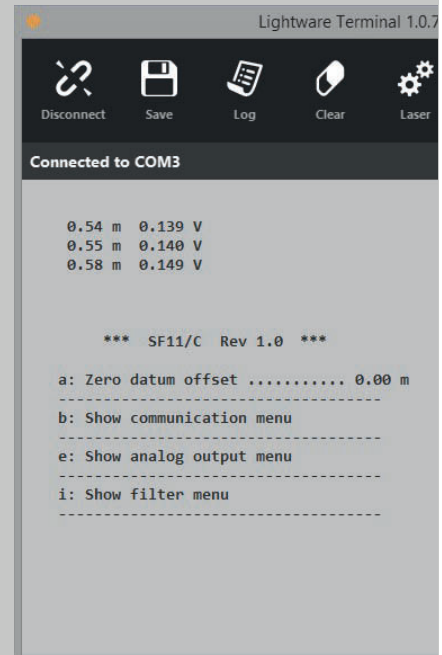 Lightware Terminal 1.0.7
Disconnect Save Log Clear Laser
Connected to COM3
0.54 m 0.139 V
0.55 m 0.140 V
0.58 m 0.149 V
*** SF11/C Rev 1.0 ***
a: Zero datum offset ........... 0.00 m
------------------------------------
b: Show communication menu
------------------------------------
e: Show analog output menu
------------------------------------
i: Show filter menu
------------------------------------